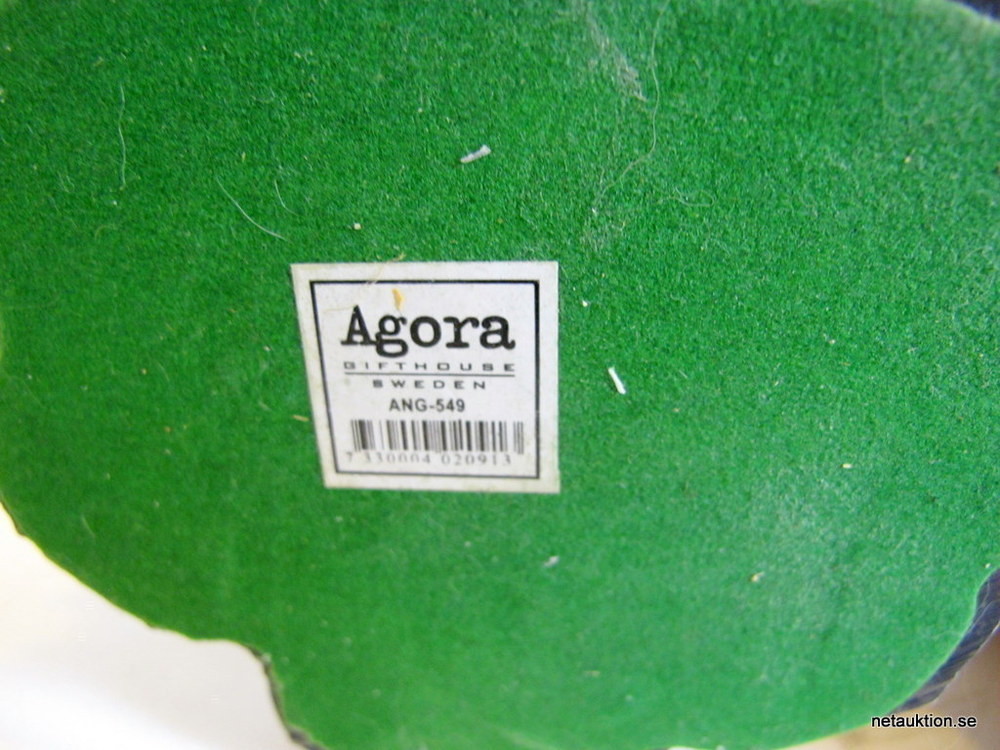 Agora
GIFTHOUSE
SWEDEN
ANG-549
7 330004 020913
netauktion.se